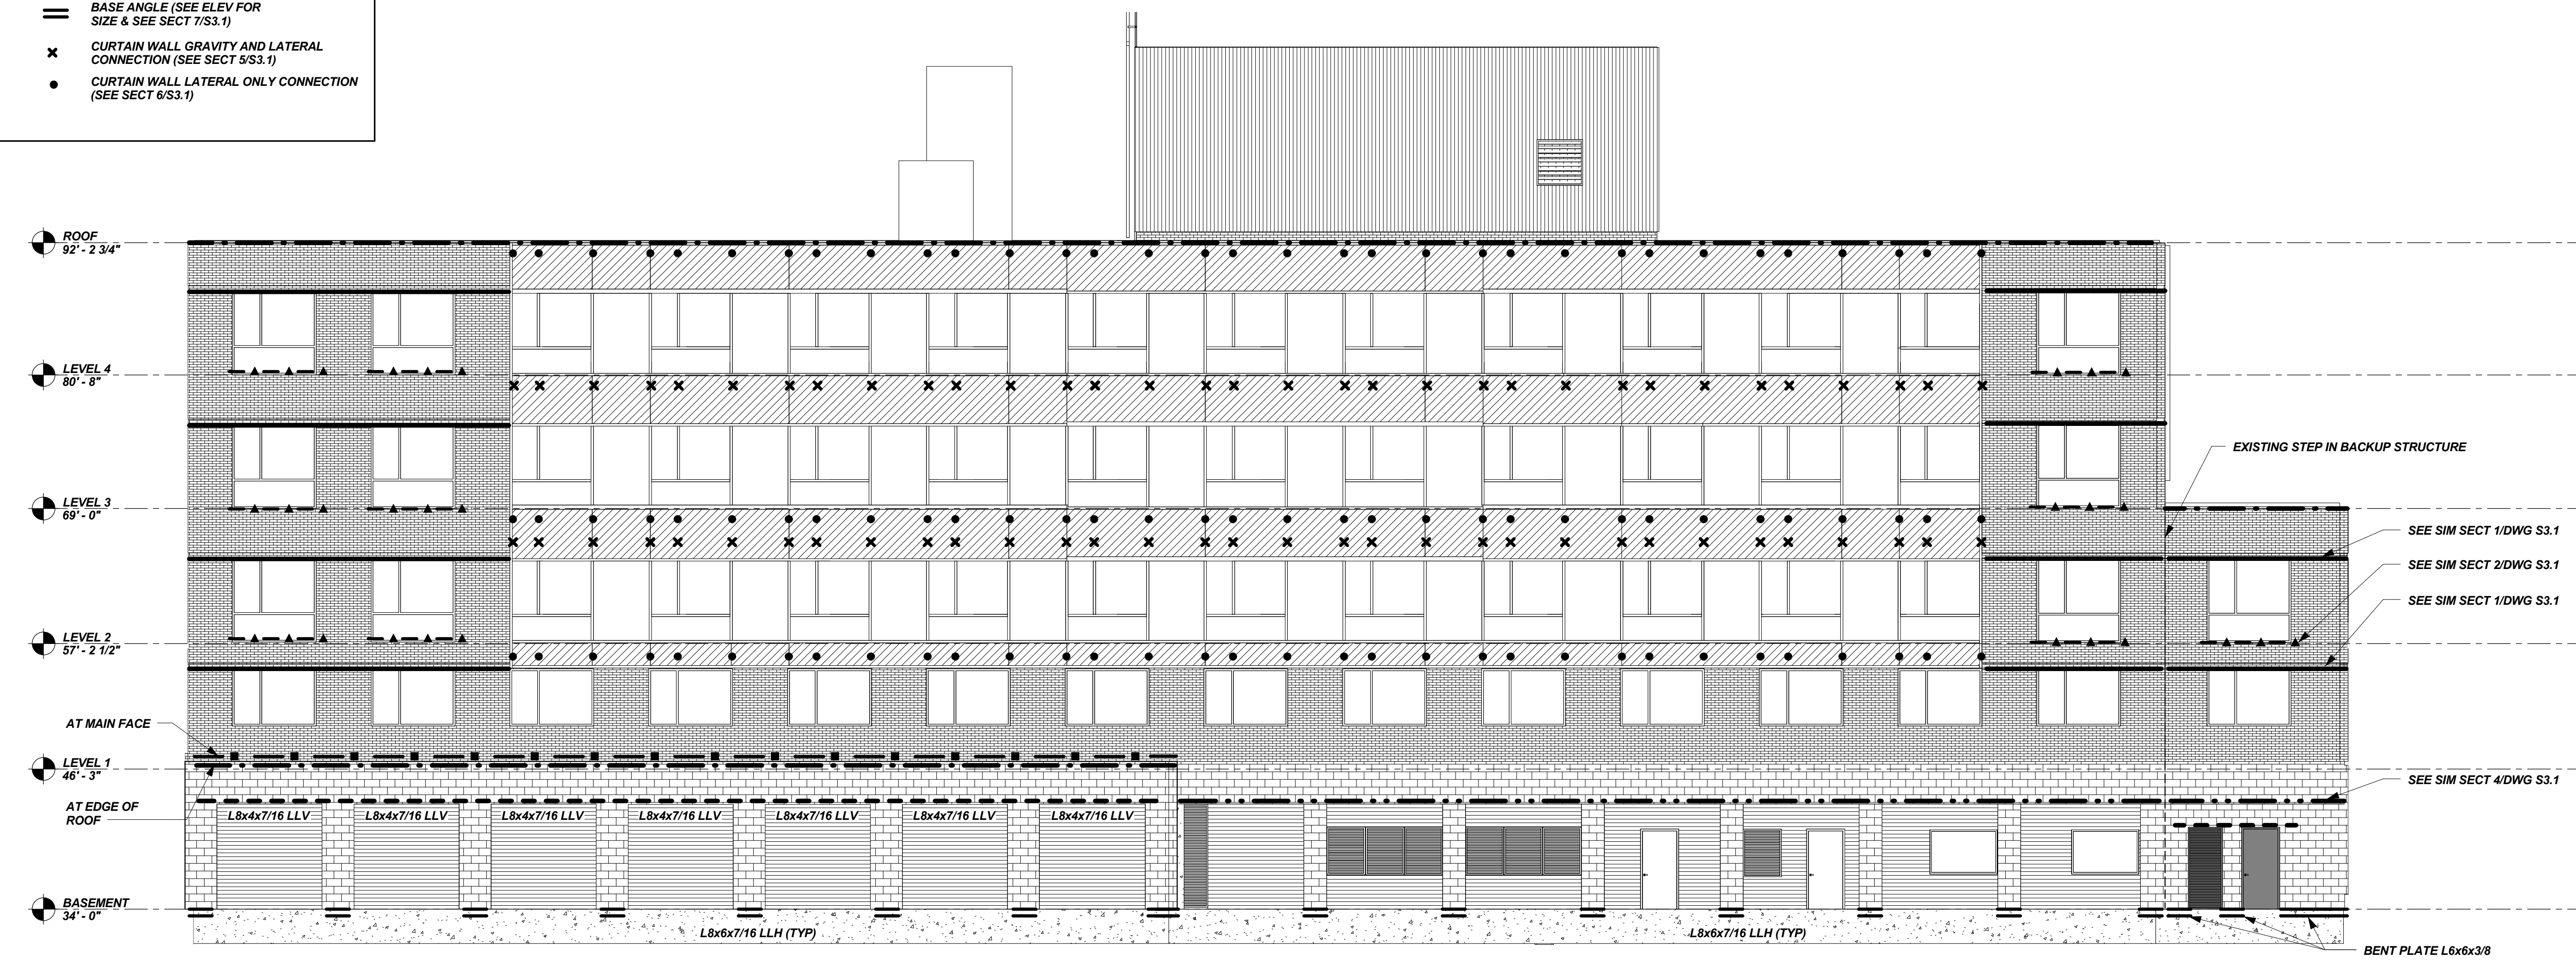 BASE ANGLE (SEE ELEV FOR
SIZE & SEE SECT 7/S3.1)
CURTAIN WALL GRAVITY AND LATERAL
CONNECTION (SEE SECT 5/S3.1)
CURTAIN WALL LATERAL ONLY CONNECTION
(SEE SECT 6/S3.1)
ROOF
92' - 2 3/4"
LEVEL 4
80' - 8"
EXISTING STEP IN BACKUP STRUCTURE
LEVEL 3
69' - 0"
SEE SIM SECT 1/DWG S3.1
SEE SIM SECT 2/DWG S3.1
SEE SIM SECT 1/DWG S3.1
LEVEL 2
57' - 2 1/2"
AT MAIN FACE
LEVEL 1
46' - 3"
SEE SIM SECT 4/DWG S3.1
AT EDGE OF
ROOF
L8x4x7/16 LLV L8x4x7/16 LLV L8x4x7/16 LLV L8x4x7/16 LLV L8x4x7/16 LLV L8x4x7/16 LLV L8x4x7/16 LLV
BASEMENT
34' - 0"
L8x6x7/16 LLH (TYP) L8x6x7/16 LLH (TYP)
BENT PLATE L6x6x3/8